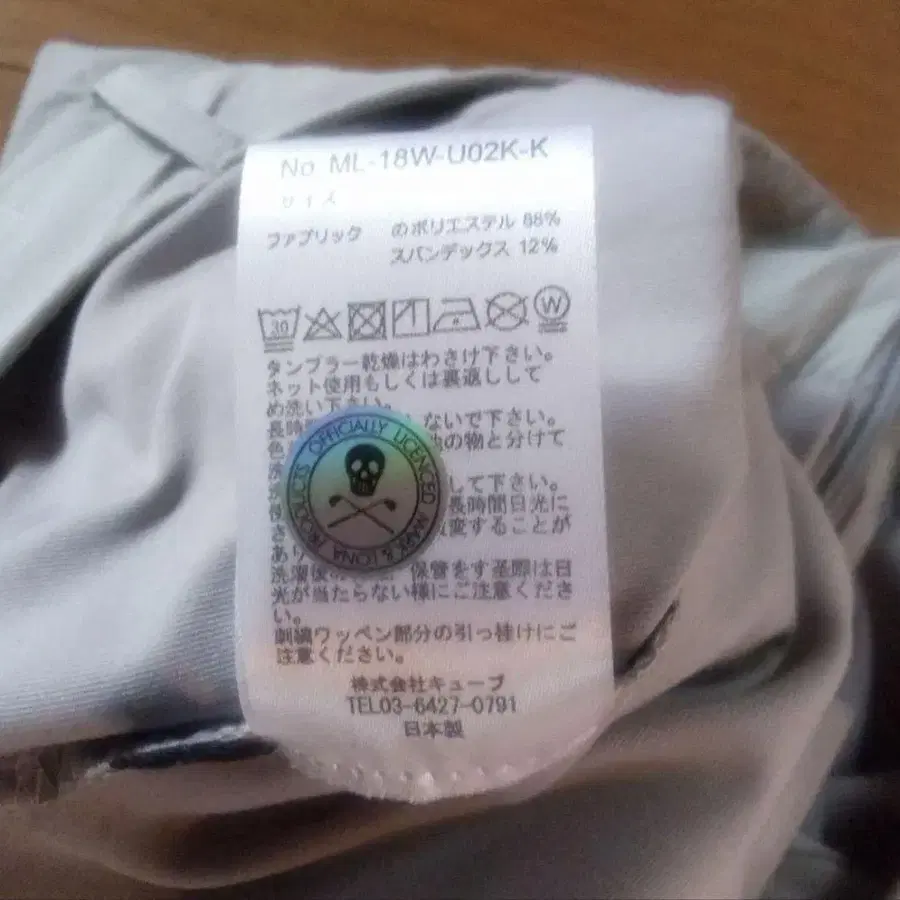 No ML-18W-U02K-K
サイズ
ファブリック のポリエステル 88%
スパンデックス 12%
30
W
タンブラー乾燥はわさけ下さい。
ネット使用もしくは裏返しして
め洗い下さい。
長時 ないで下さい。
色 の物と分けて
洗
して下さい。
長時間日光に
変することが
あり
洗濯後 保管をす 際は日
光が当たらない様にご注意くださ
い。
刺繍ワッペン部分の引っ掛けにご
注意ください。
株式会社キューブ
TEL03-6427-0791
日本製
OFFICIALLY LICENCED MARK & LONA PRODUCTS